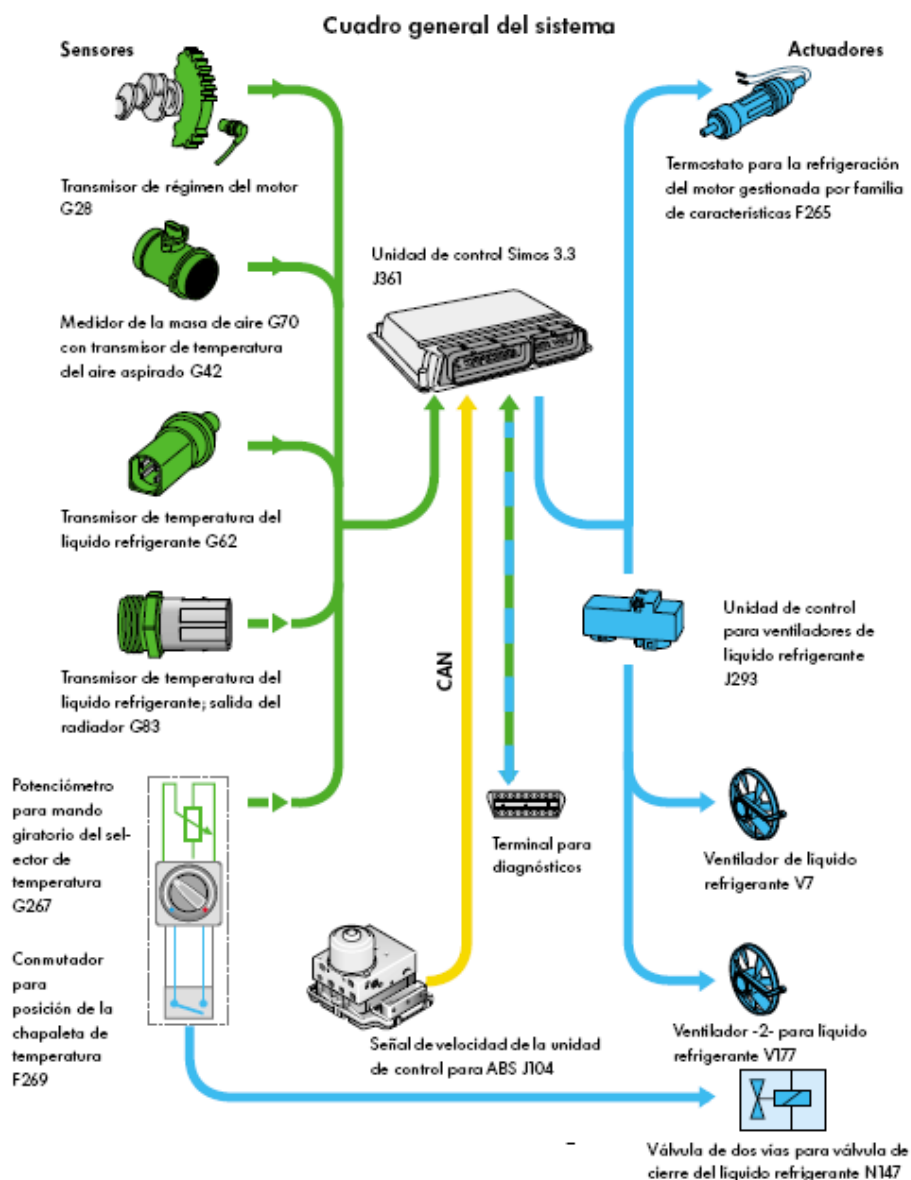 Cuadro general del sistema
Sensores
Actuadores
Transmisor de régimen del motor
G28
Termostato para la refrigeración
del motor gestionada por familia
de características F265
Unidad de control Simos 3.3
J361
Medidor de la masa de aire G70
con transmisor de temperatura
del aire aspirado G42
Transmisor de temperatura del
líquido refrigerante G62
Unidad de control
para ventiladores de
líquido refrigerante
J293
CAN
Transmisor de temperatura del
líquido refrigerante; salida del
radiador G83
Potenciómetro
para mando
giratorio del sel-
ector de
temperatura
G267
Terminal para
diagnósticos
Ventilador de líquido
refrigerante V7
Conmutador
para
posición de la
chapaleta de
temperatura
F269
Señal de velocidad de la unidad
de control para ABS J104
Ventilador -2- para líquido
refrigerante V177
Válvula de dos vías para válvula de
cierre del líquido refrigerante N147